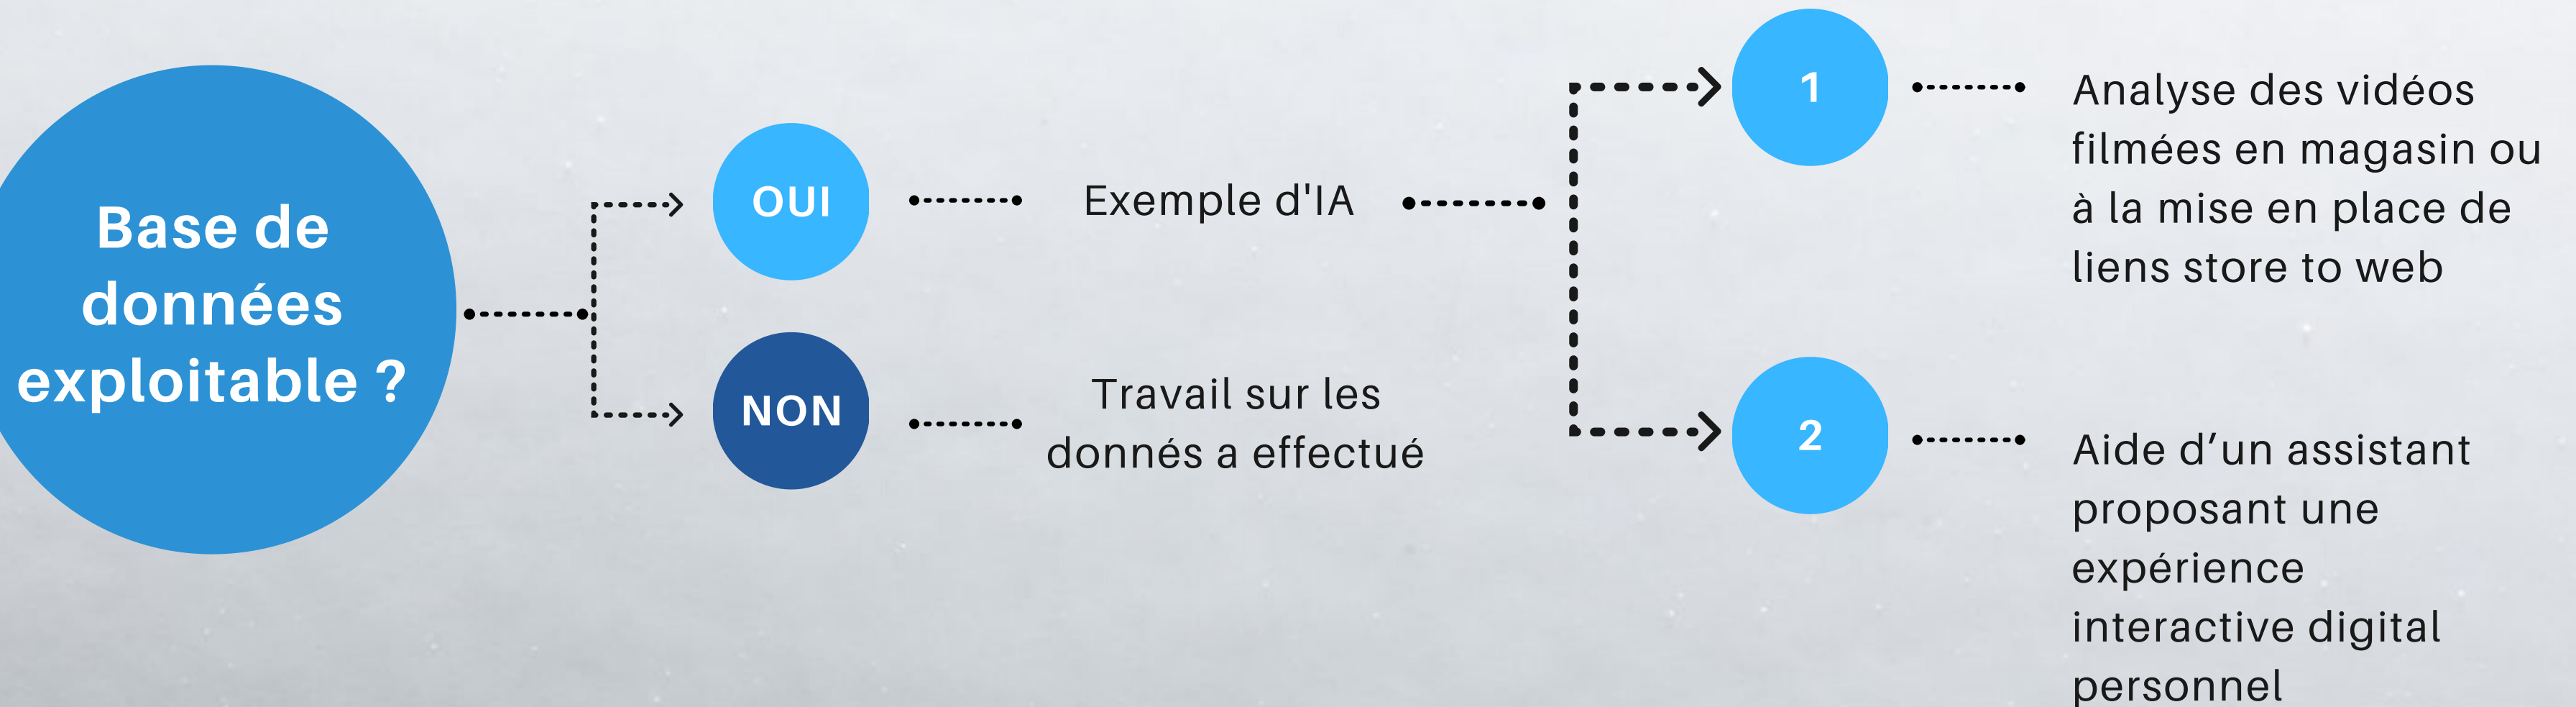 Base de
données
exploitable ?
OUI
Exemple d'IA
NON
Travail sur les
donnés a effectué
1
Analyse des vidéos
filmées en magasin ou
à la mise en place de
liens store to web
2
Aide d’un assistant
proposant une
expérience
interactive digital
personnel